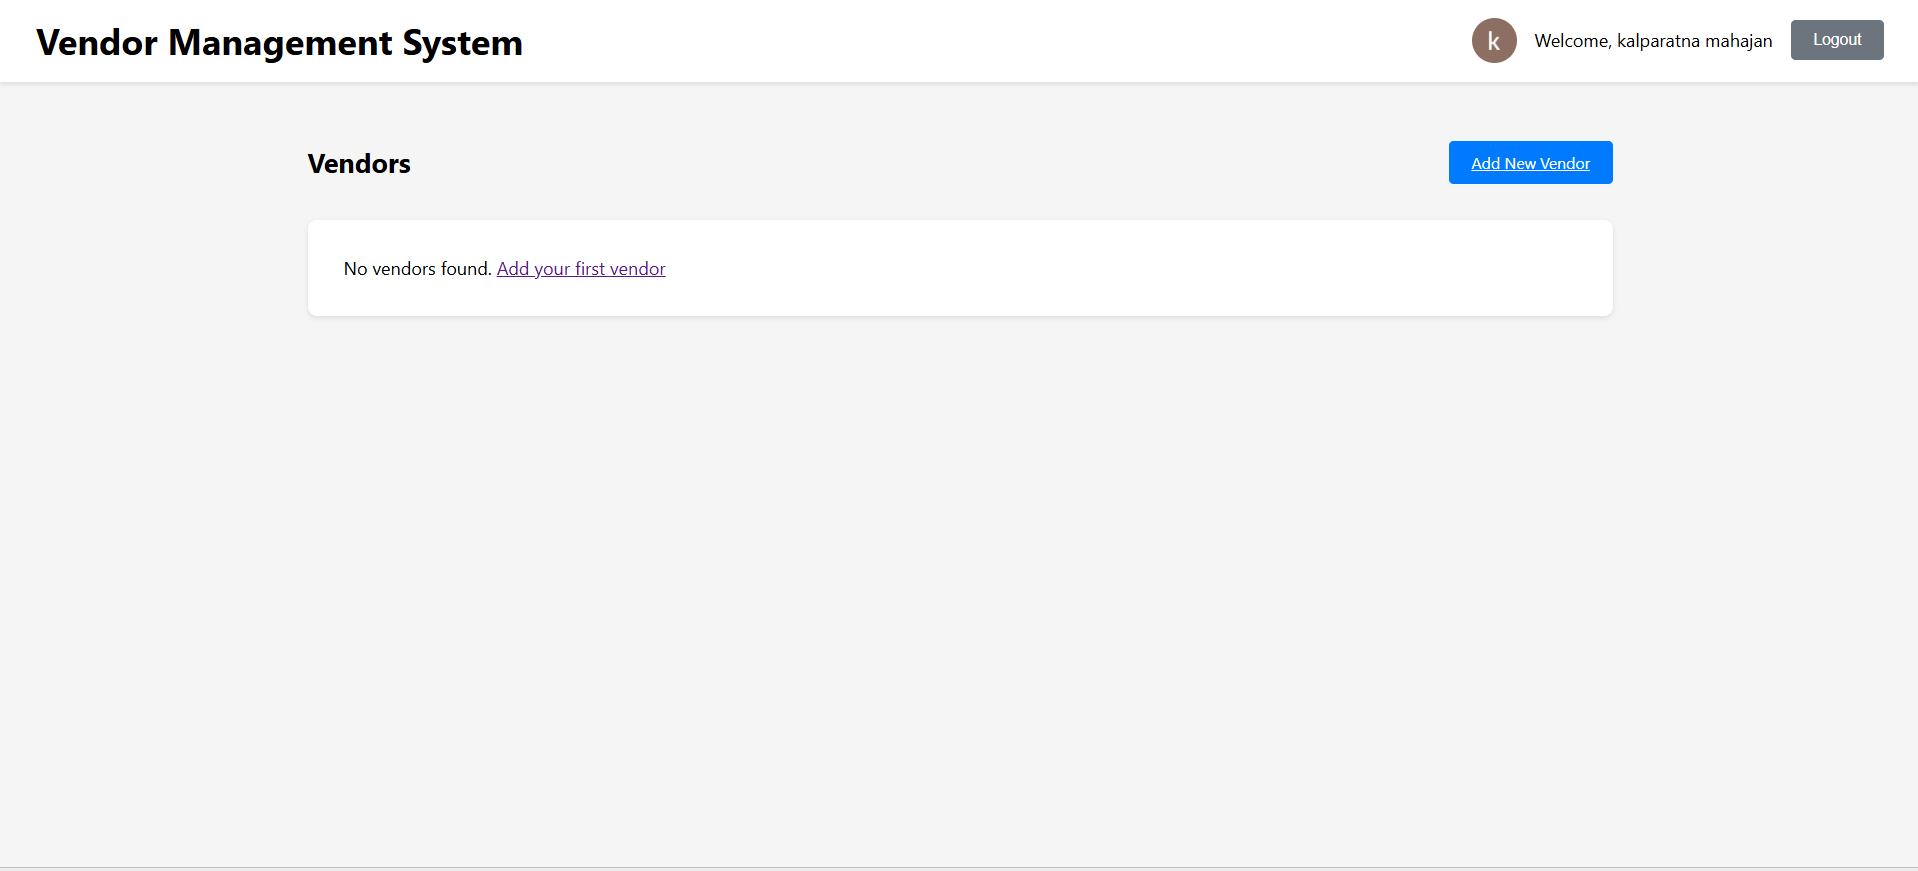 Vendor Management System
k
Welcome, kalparatna mahajan
Logout
Vendors
Add New Vendor
No vendors found. Add your first vendor